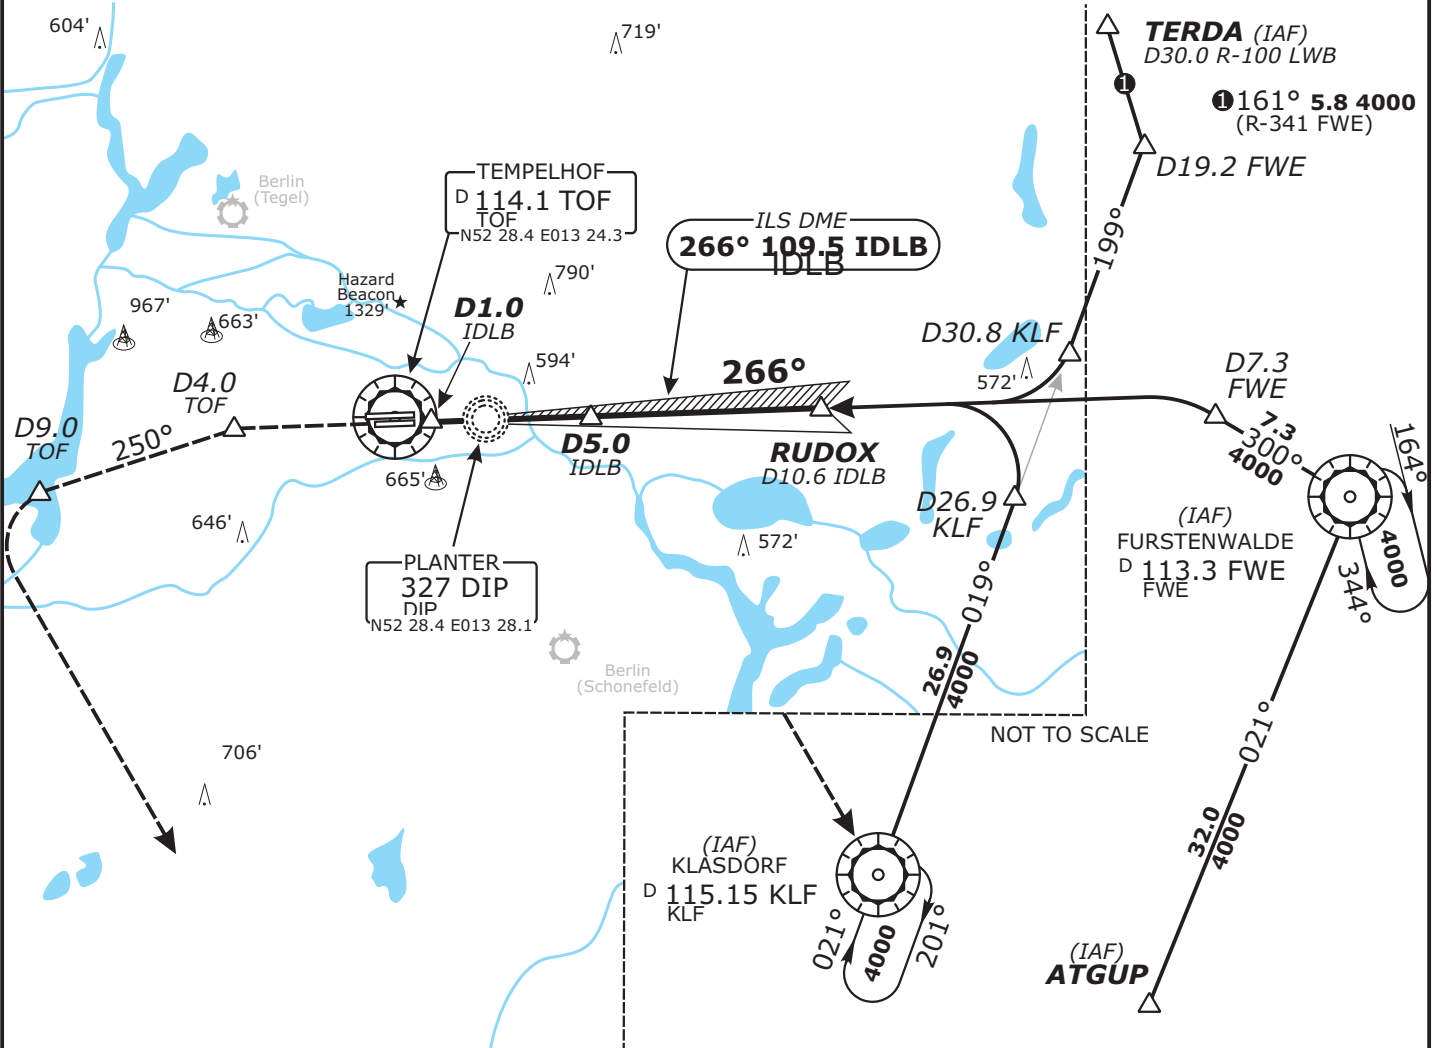 604'
719'
TERDA (IAF)
D30.0 R-100 LWB
1
1 161° 5.8 4000
(R-341 FWE)
D19.2 FWE
TEMPELHOF
D 114.1 TOF
TOF
N52 28.4 E013 24.3
Berlin
(Tegel)
ILS DME
266° 109.5 IDLB
IDLB
199°
790'
Hazard
Beacon
1329'
967'
663'
D1.0
IDLB
D30.8 KLF
594'
266°
572'
D7.3
FWE
D4.0
TOF
D9.0
TOF
250°
D5.0
IDLB
RUDOX
D10.6 IDLB
7.3
300°
4000
164°
665'
D26.9
KLF
646'
572'
(IAF)
FURSTENWALDE
D 113.3 FWE
FWE
4000
344°
PLANTER
327 DIP
DIP
N52 28.4 E013 28.1
019°
26.9
4000
Berlin
(Schonefeld)
NOT TO SCALE
021°
706'
32.0
4000
(IAF)
KLASDORF
D 115.15 KLF
KLF
021°
4000
201°
(IAF)
ATGUP